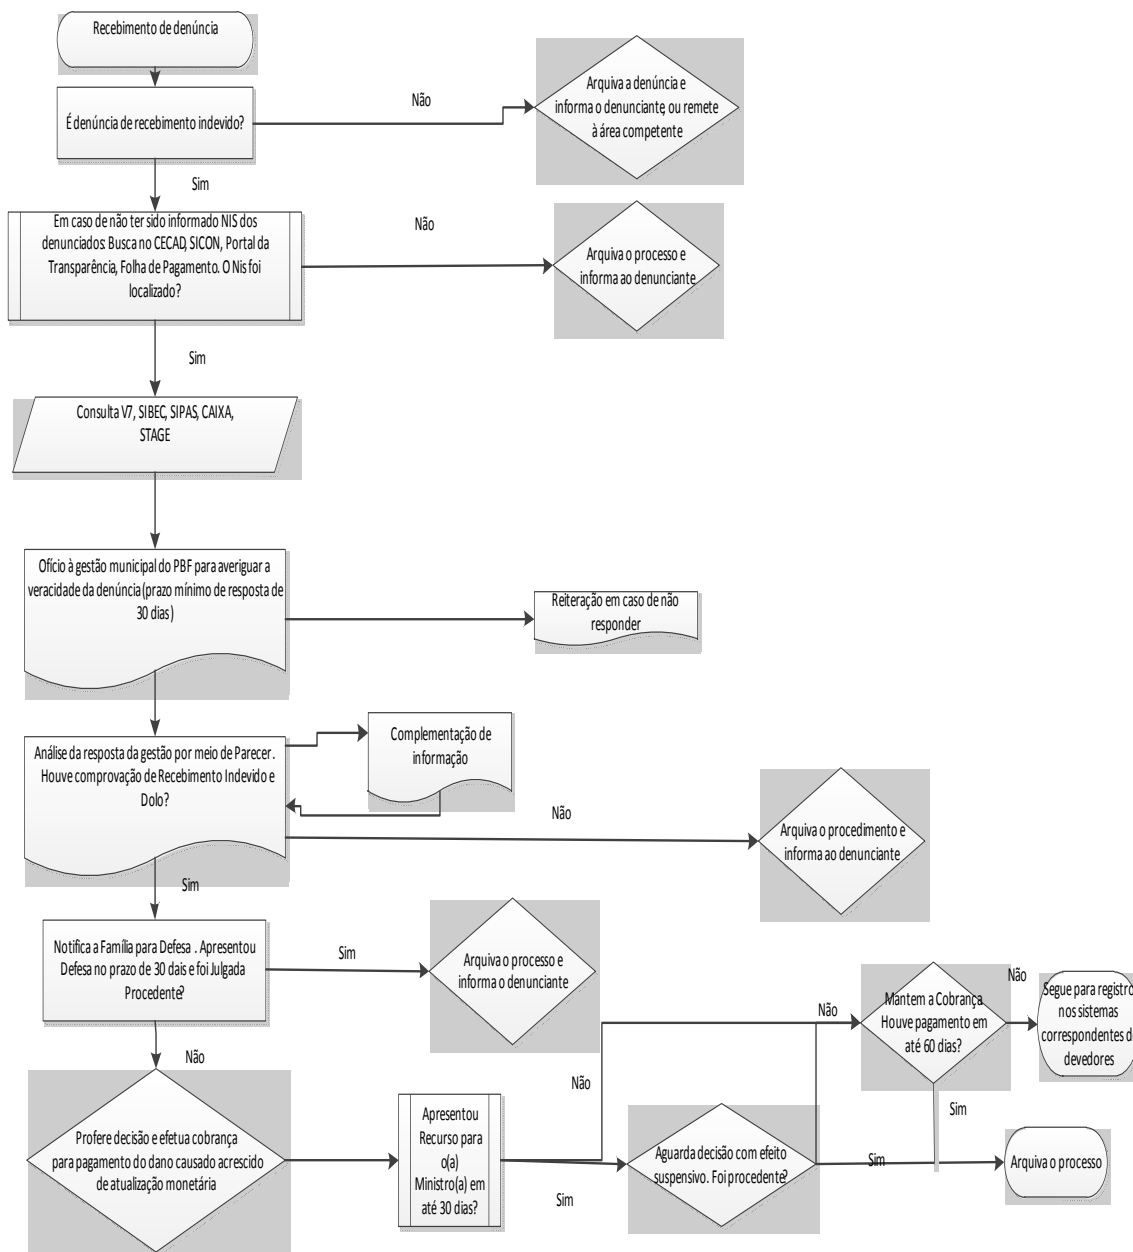 Recebimento de denúncia
É denúncia de recebimento indevido?
Não
Arquiva a denúncia e
informa o denunciante, ou remete
à área competente
Sim
Em caso de não ter sido informado NIS dos
denunciados: Busca no CECAD, SICON, Portal da
Transparência, Folha de Pagamento. O Nis foi
localizado?
Não
Arquiva o processo e
informa ao denunciante
Sim
Consulta V7, SIBEC, SIPAS, CAIXA,
STAGE
Ofício à gestão municipal do PBF para averiguar a
veracidade da denúncia (prazo mínimo de resposta de
30 dias)
Reiteração em caso de não
responder
Análise da resposta da gestão por meio de Parecer.
Houve comprovação de Recebimento Indevido e
Dolo?
Complementação de
informação
Não
Arquiva o procedimento e
informa ao denunciante
Sim
Notifica a Família para Defesa . Apresentou
Defesa no prazo de 30 dais e foi Julgada
Procedente?
Sim
Arquiva o processo e
informa o denunciante
Não
Profere decisão e efetua cobrança
para pagamento do dano causado acrescido
de atualização monetária
Apresentou
Recurso para
o(a)
Ministro(a) em
até 30 dias?
Não
Sim
Aguarda decisão com efeito
suspensivo. Foi procedente?
Não
Sim
Mantem a Cobrança.
Houve pagamento em
até 60 dias?
Não
Segue para registro
nos sistemas
correspondentes d
devedores
Sim
Arquiva o processo